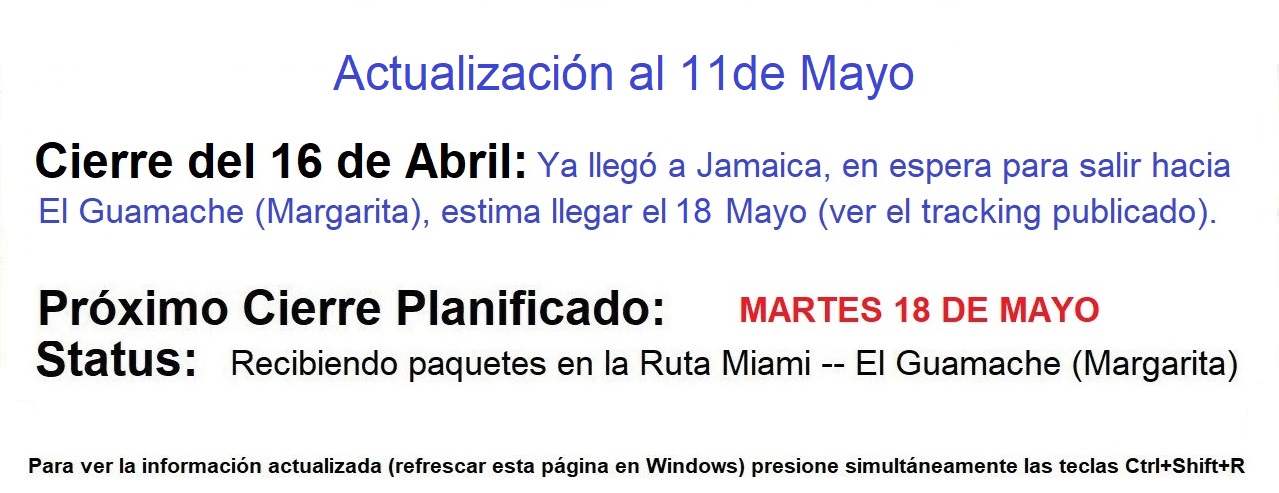 Actualización al 11de Mayo
Cierre del 16 de Abril: Ya llegó a Jamaica, en espera para salir hacia
El Guamache (Margarita), estima llegar el 18 Mayo (ver el tracking publicado).
Próximo Cierre Planificado: MARTES 18 DE MAYO
Status: Recibiendo paquetes en la Ruta Miami -- El Guamache (Margarita)
Para ver la información actualizada (refrescar esta página en Windows) presione simultáneamente las teclas Ctrl+Shift+R